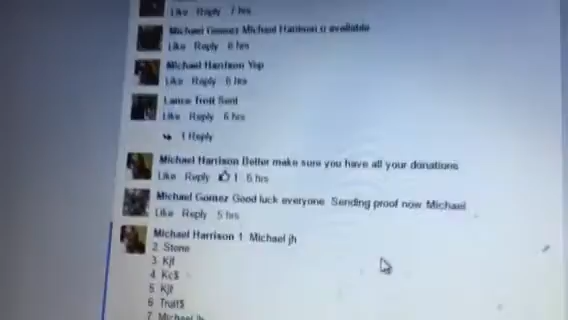 Like Reply 7 hrs
Michael Gomez Michael Harrison u available
Like Reply 6 hrs
Michael Harrison Yep
Like Reply 6 hrs
Lance Trott Sent
Like Reply 6 hrs
1 Reply
Michael Harrison Better make sure you have all your donations
Like Reply 1 6 hrs
Michael Gomez Good luck everyone. Sending proof now Michael
Like Reply 5 hrs
Michael Harrison 1. Michael jh
2. Stone
3. Kjf
4. Kc$
5. Kjf
6. Trutt$
7. Michael jh